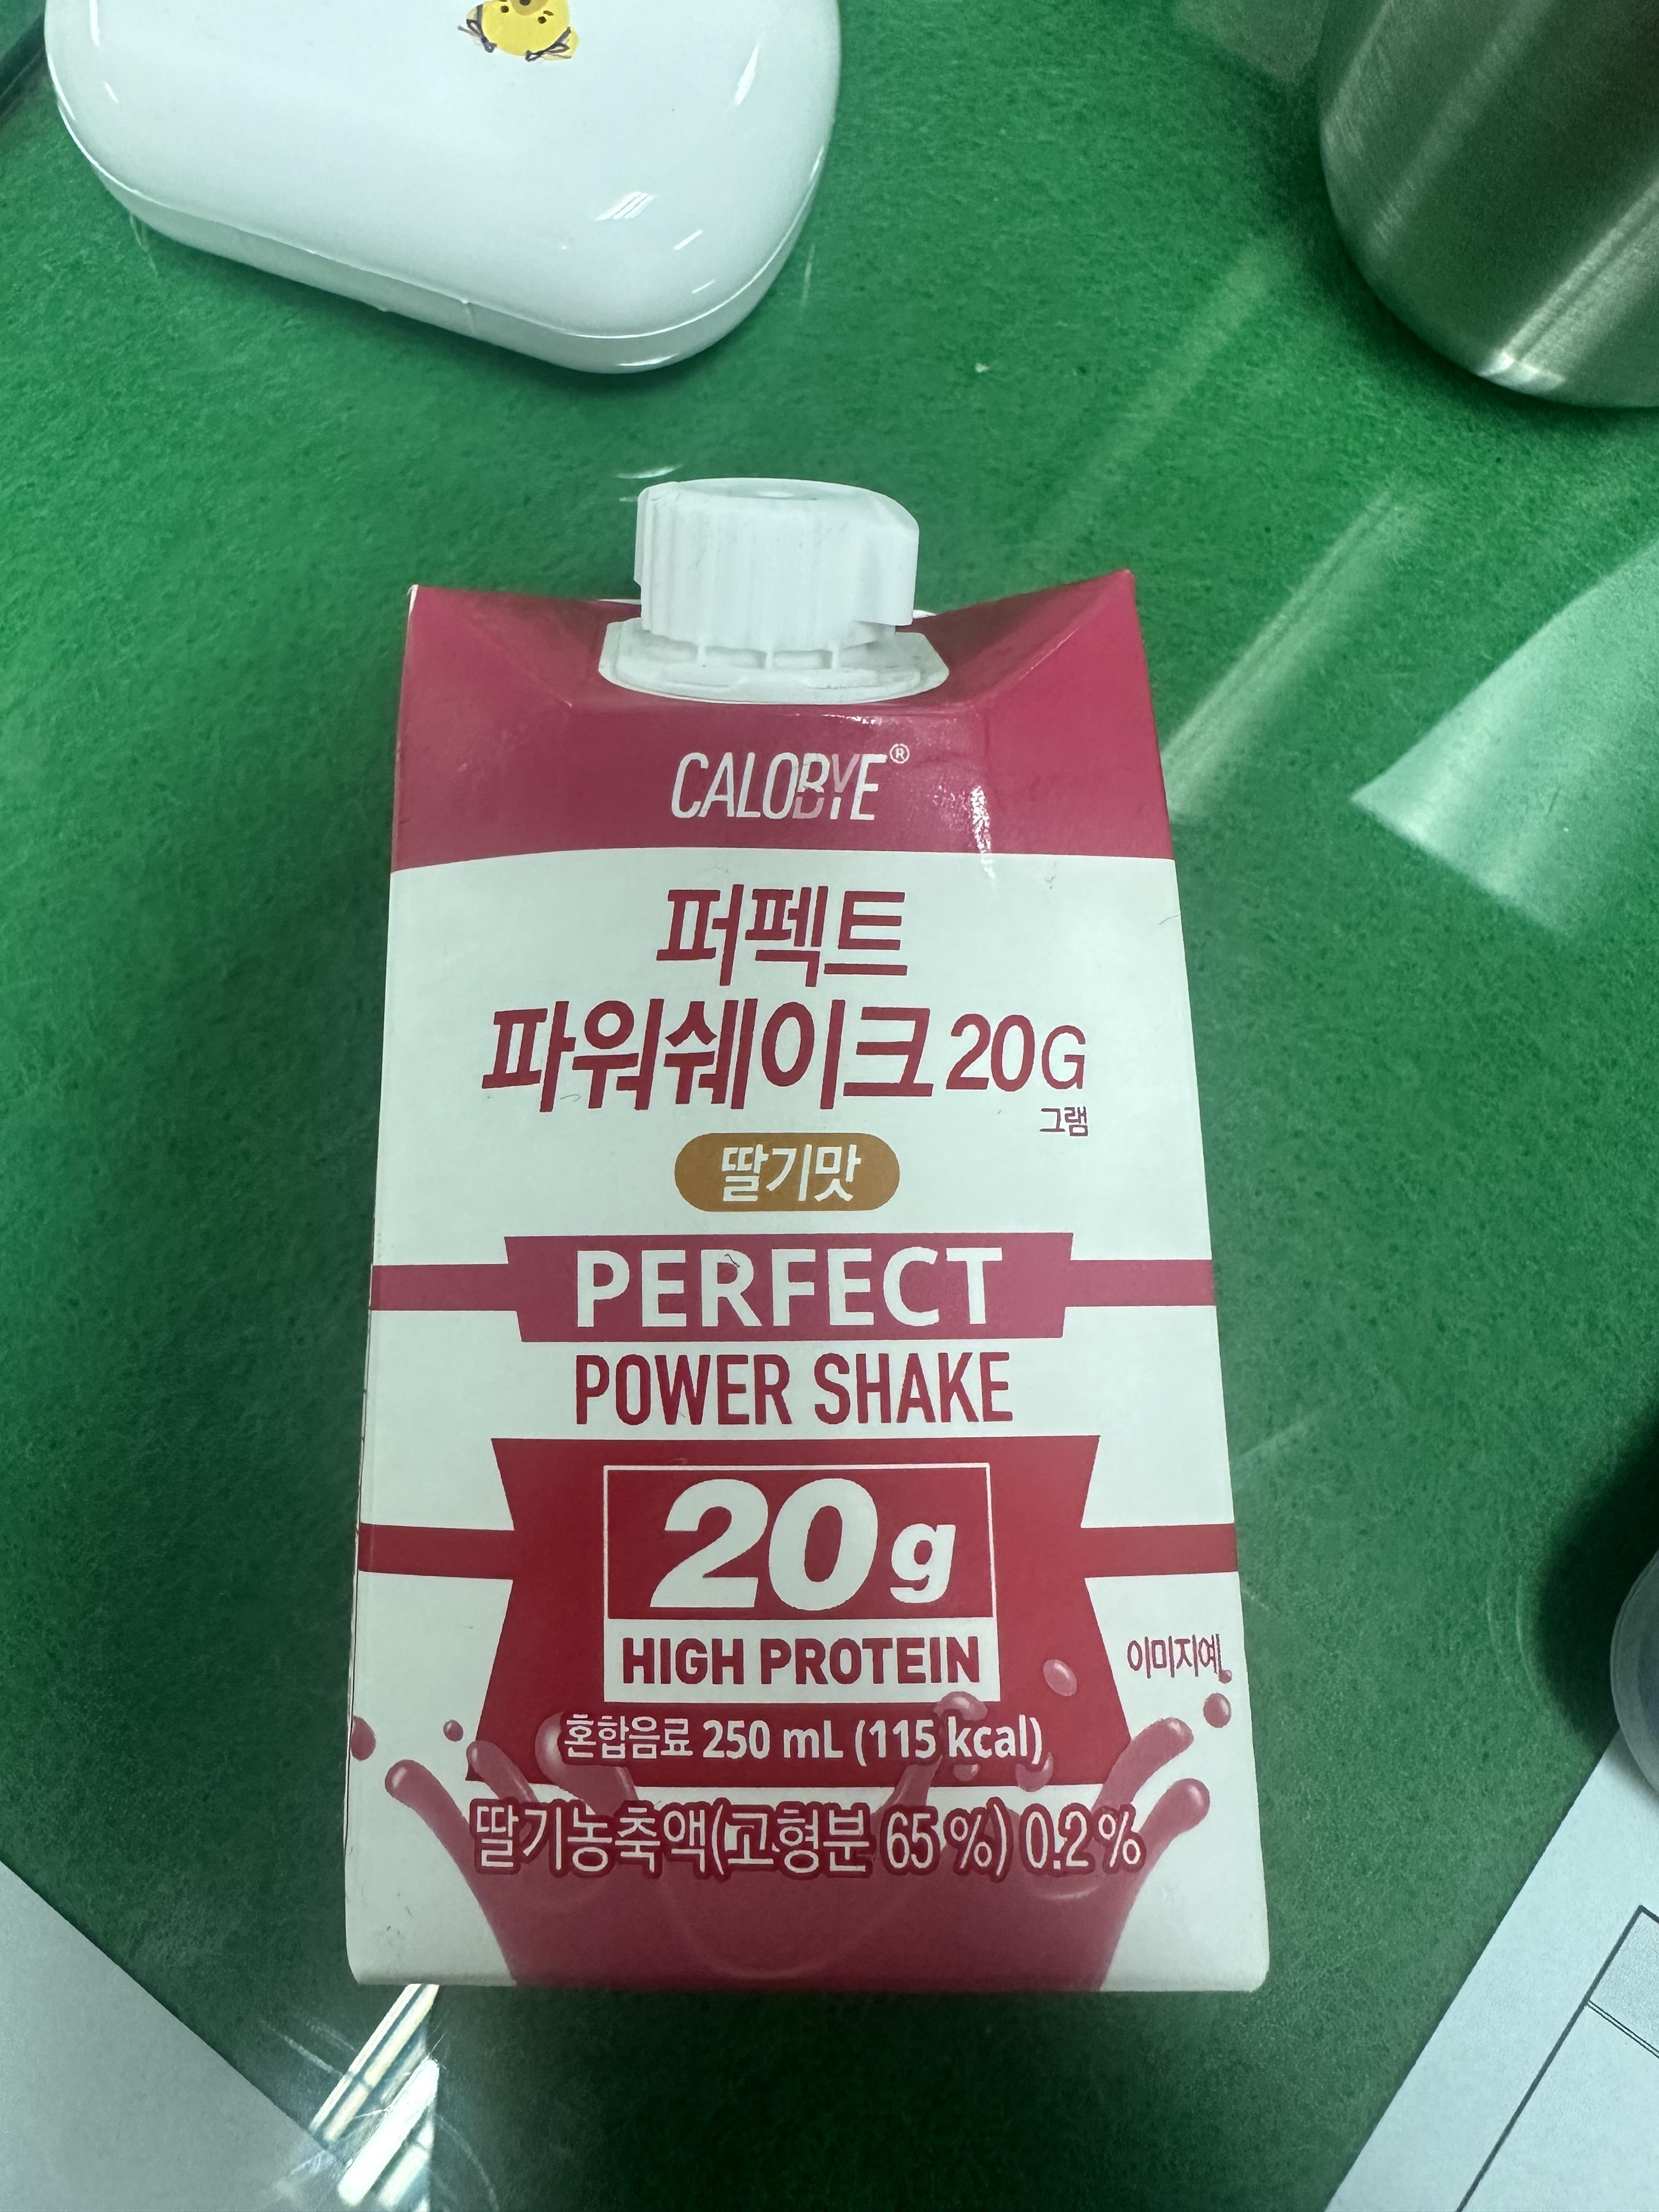 CALOBYE®
퍼펙트
파워쉐이크 20G
그램
딸기맛
PERFECT
POWER SHAKE
20g
HIGH PROTEIN
이미지예
혼합음료 250 mL (115 kcal)
딸기농축액(고형분 65%) 0.2%